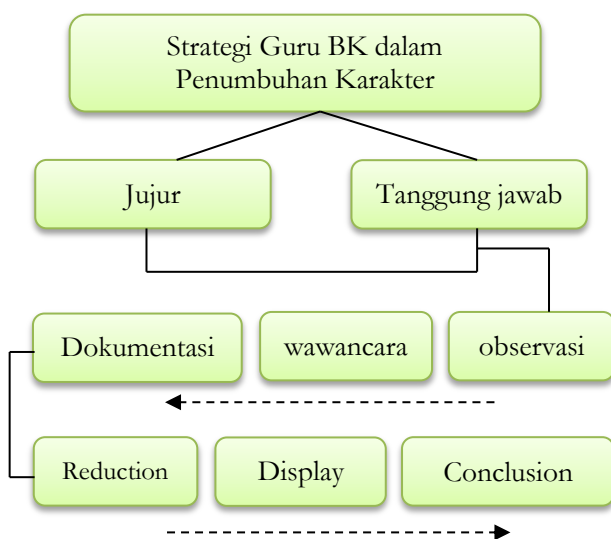 Strategi Guru BK dalam
Penumbuhan Karakter
Jujur
Tanggung jawab
Dokumentasi
wawancara
observasi
Reduction
Display
Conclusion